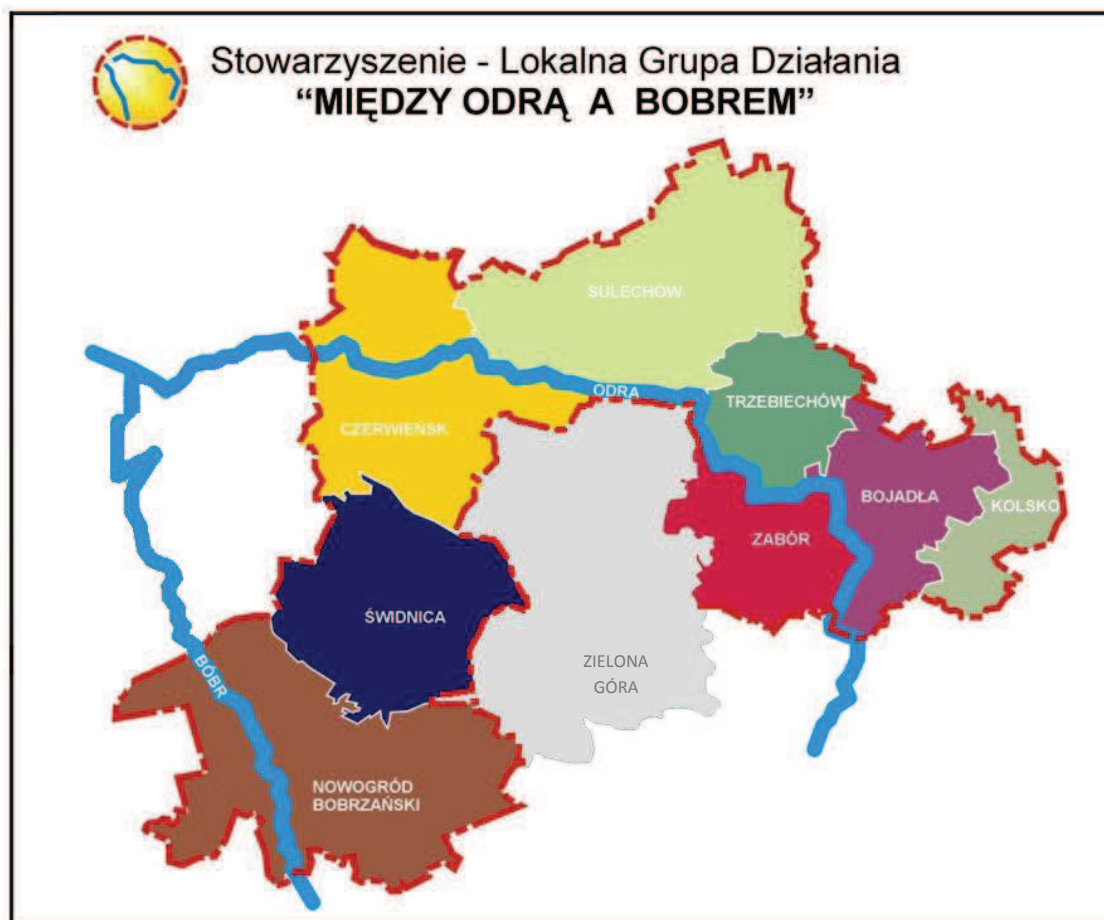 Stowarzyszenie - Lokalna Grupa Działania
“MIĘDZY ODRĄ A BOBREM”
SULECHÓW
ODRA
TRZEBIECHÓW
CZERWIEŃSK
BOJADŁA
KOLSKO
ZABÓR
ŚWIDNICA
ZIELONA
GÓRA
BÓBR
NOWOGRÓD
BOBRZAŃSKI